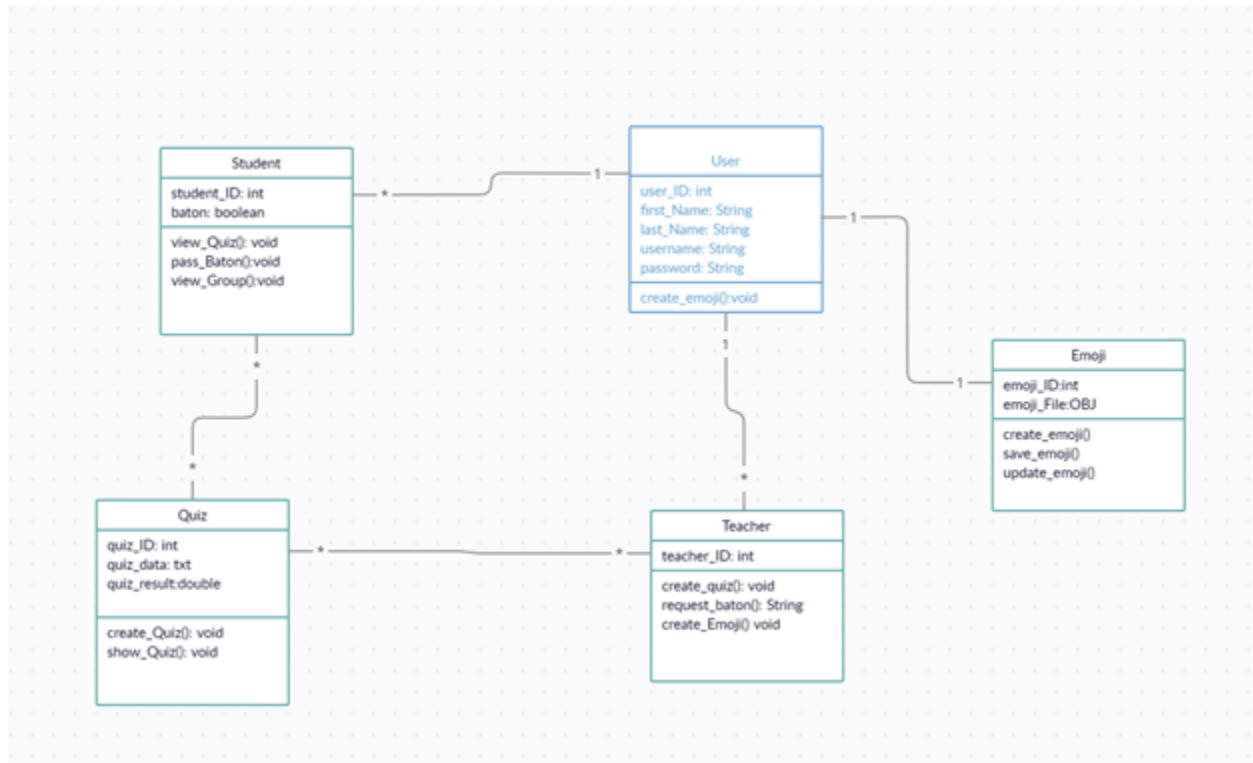 Student
student_ID: int
baton: boolean
view_Quiz(): void
pass_Baton():void
view_Group():void
*
1
User
user_ID: int
first_Name: String
last_Name: String
username: String
password: String
create_emoji():void
1
1
Emoji
emoji_ID:int
emoji_File:OBJ
create_emoji()
save_emoji()
update_emoji()
*
*
Quiz
quiz_ID: int
quiz_data: txt
quiz_result:double
create_Quiz(): void
show_Quiz(): void
*
*
1
*
Teacher
teacher_ID: int
create_quiz(): void
request_baton(): String
create_Emoji() void